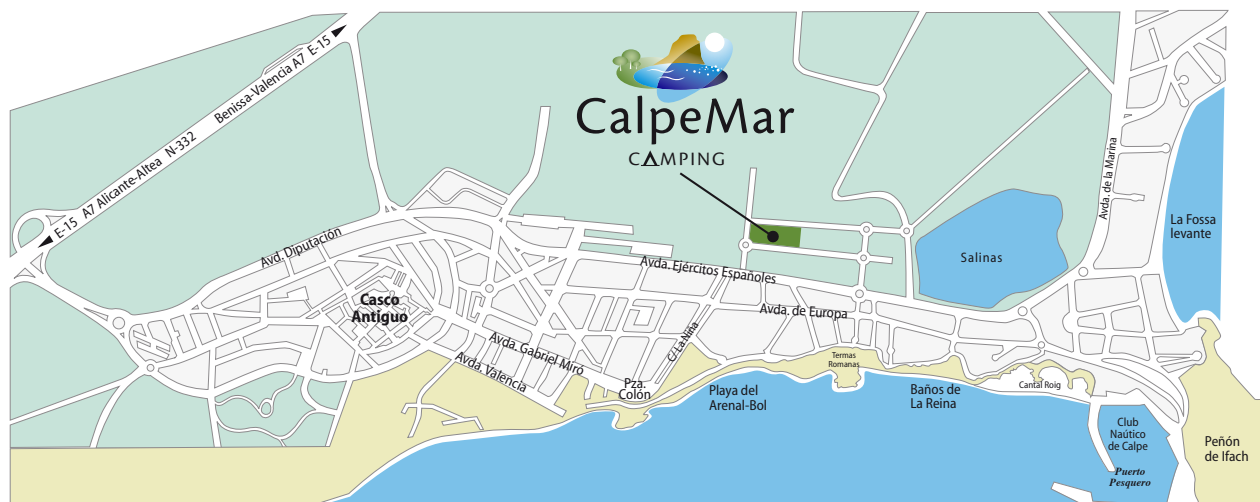 E-15 A7 Alicante-Altea N-332 Benissa-Valencia A7 E-15
CalpeMar
CAMPING
Avda. de la Marina
La Fossa
levante
Salinas
Avd. Diputación
Avda. Ejércitos Españoles
Casco
Antiguo
Avda. de Europa
C/ La Niña
Avda. Gabriel Miró
Avda. Valencia
Termas
Romanas
Pza.
Colón
Playa del
Arenal-Bol
Baños de
La Reina
Cantal Roig
Club
Naútico
de Calpe
Puerto
Pesquero
Peñón
de Ifach